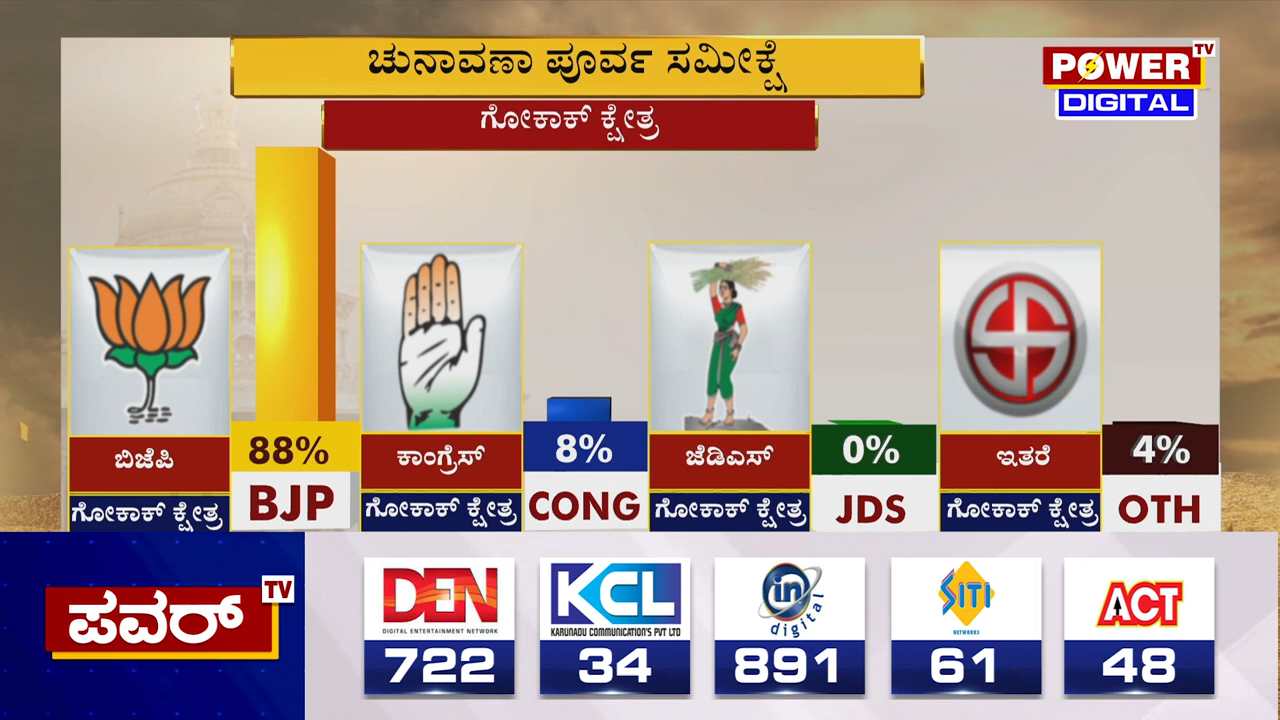 ಚುನಾವಣಾ ಪೂರ್ವ ಸಮೀಕ್ಷೆ
ಗೋಕಾಕ್ ಕ್ಷೇತ್ರ
POWER TV
DIGITAL
88%
8%
0%
4%
ಬಿಜೆಪಿ
ಕಾಂಗ್ರೆಸ್
ಜೆಡಿಎಸ್
ಇತರೆ
BJP
CONG
JDS
OTH
ಗೋಕಾಕ್ ಕ್ಷೇತ್ರ
ಗೋಕಾಕ್ ಕ್ಷೇತ್ರ
ಗೋಕಾಕ್ ಕ್ಷೇತ್ರ
ಗೋಕಾಕ್ ಕ್ಷೇತ್ರ
ಪವರ್ TV
DEN
DIGITAL ENTERTAINMENT NETWORK
722
KCL
KARUNADU COMMUNICATION'S PVT LTD
34
in
digital
891
SITI
NETWORKS
61
ACT
48